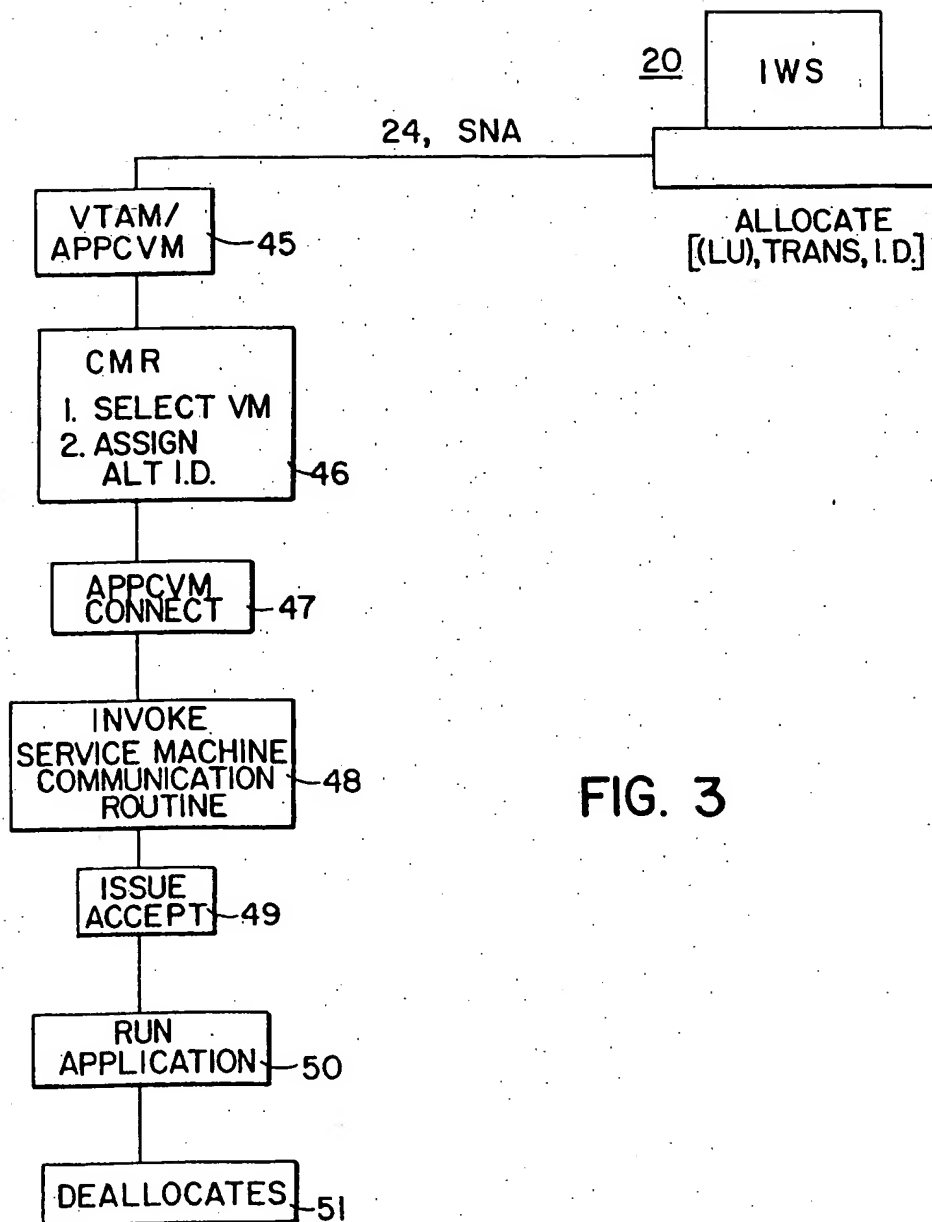 20
IWS
24, SNA
ALLOCATE
[(LU), TRANS, I.D.]
VTAM/
APPCVM
45
CMR
1. SELECT VM
2. ASSIGN
ALT I.D.
46
APPCVM
CONNECT
47
INVOKE
SERVICE MACHINE
COMMUNICATION
ROUTINE
48
ISSUE
ACCEPT
49
RUN
APPLICATION
50
DEALLOCATES
51
FIG. 3